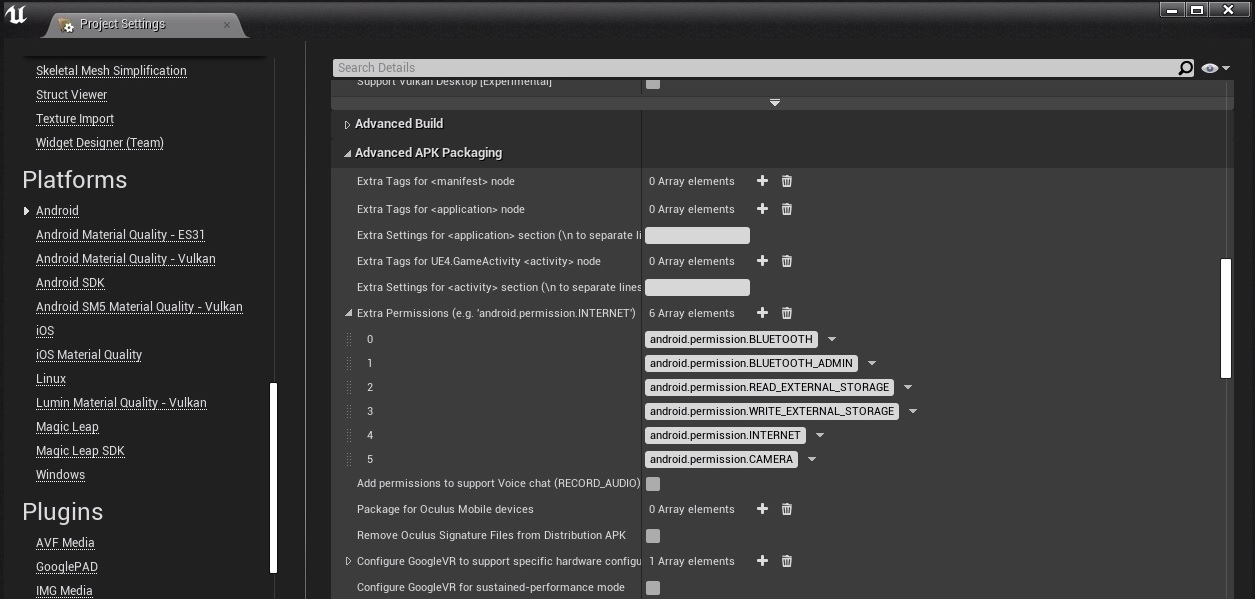 Project Settings
Skeletal Mesh Simplification
Struct Viewer
Texture Import
Widget Designer (Team)
Platforms
Android
Android Material Quality - ES31
Android Material Quality - Vulkan
Android SDK
Android SM5 Material Quality - Vulkan
iOS
iOS Material Quality
Linux
Lumin Material Quality - Vulkan
Magic Leap
Magic Leap SDK
Windows
Plugins
AVF Media
GooglePAD
IMG Media
Search Details
Support Vulkan Desktop [Experimental]
Advanced Build
Advanced APK Packaging
Extra Tags for <manifest> node 0 Array elements
Extra Tags for <application> node 0 Array elements
Extra Settings for <application> section (\n to separate li
Extra Tags for UE4.GameActivity <activity> node 0 Array elements
Extra Settings for <activity> section (\n to separate lines
Extra Permissions (e.g. 'android.permission.INTERNET') 6 Array elements
0 android.permission.BLUETOOTH
1 android.permission.BLUETOOTH_ADMIN
2 android.permission.READ_EXTERNAL_STORAGE
3 android.permission.WRITE_EXTERNAL_STORAGE
4 android.permission.INTERNET
5 android.permission.CAMERA
Add permissions to support Voice chat (RECORD_AUDIO)
Package for Oculus Mobile devices 0 Array elements
Remove Oculus Signature Files from Distribution APK
Configure GoogleVR to support specific hardware configu 1 Array elements
Configure GoogleVR for sustained-performance mode